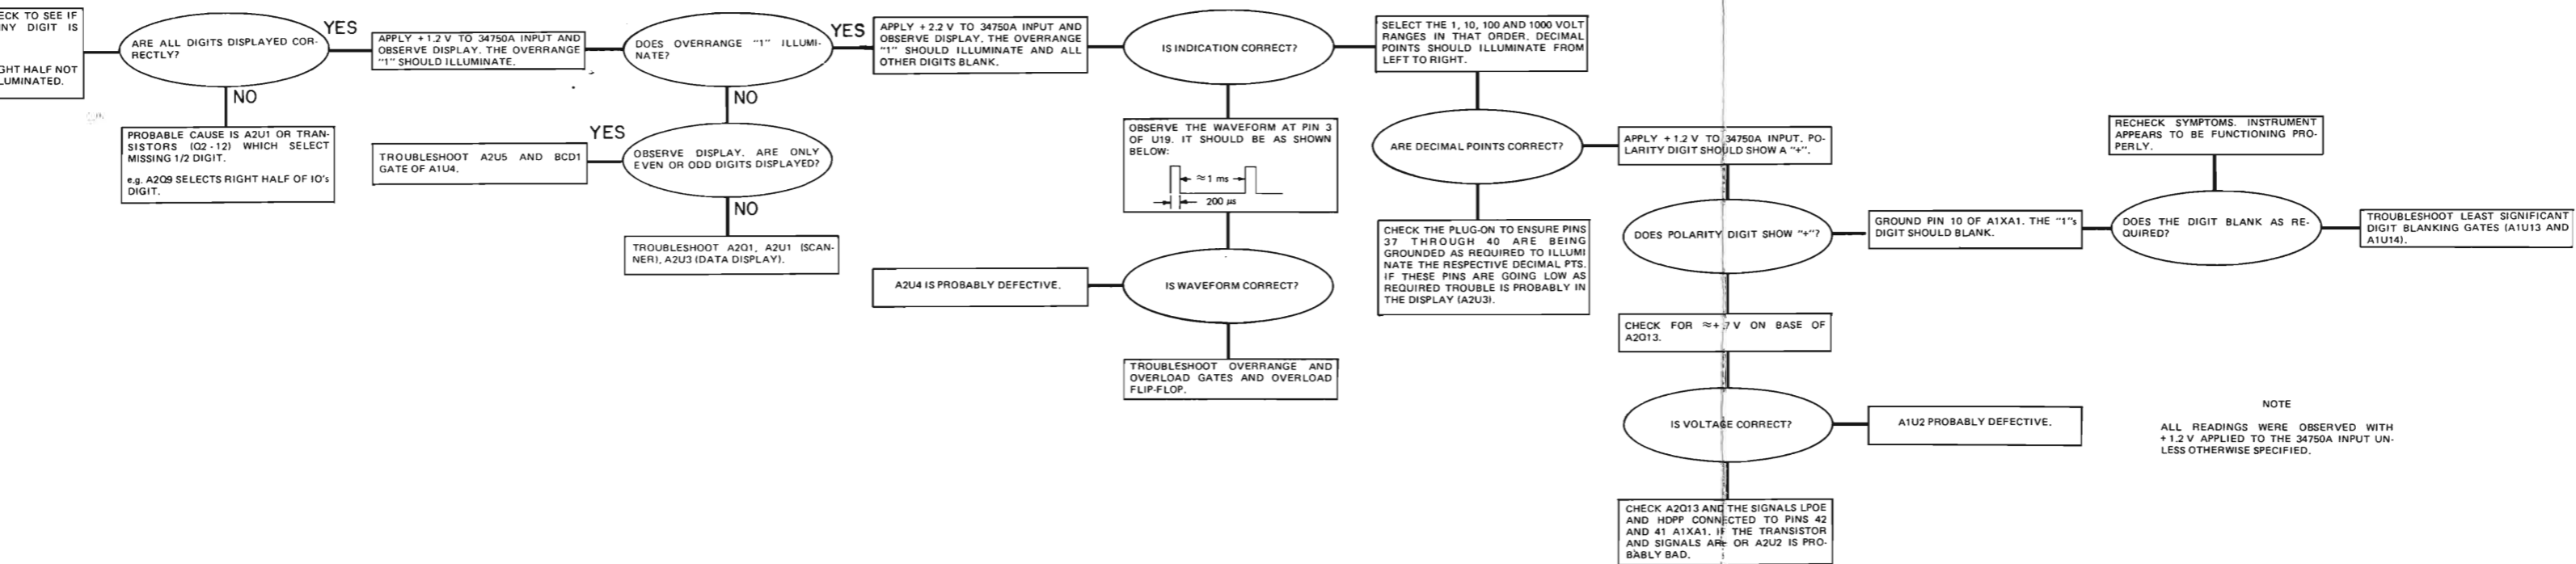 ECK TO SEE IF
NY DIGIT IS
GHT HALF NOT
LUMINATED.
ARE ALL DIGITS DISPLAYED COR-
RECTLY?
YES
NO
PROBABLE CAUSE IS A2U1 OR TRAN-
SISTORS (Q2-12) WHICH SELECT
MISSING 1/2 DIGIT.
e.g. A2Q9 SELECTS RIGHT HALF OF IO's
DIGIT.
APPLY +1.2 V TO 34750A INPUT AND
OBSERVE DISPLAY. THE OVERRANGE
"1" SHOULD ILLUMINATE.
DOES OVERRANGE "1" ILLUMI-
NATE?
YES
NO
OBSERVE DISPLAY. ARE ONLY
EVEN OR ODD DIGITS DISPLAYED?
YES
TROUBLESHOOT A2U5 AND BCD1
GATE OF A1U4.
NO
TROUBLESHOOT A2Q1, A2U1 (SCAN-
NER), A2U3 (DATA DISPLAY).
APPLY +2.2 V TO 34750A INPUT AND
OBSERVE DISPLAY. THE OVERRANGE
"1" SHOULD ILLUMINATE AND ALL
OTHER DIGITS BLANK.
IS INDICATION CORRECT?
OBSERVE THE WAVEFORM AT PIN 3
OF U19. IT SHOULD BE AS SHOWN
BELOW:
≈1 ms
200 µs
IS WAVEFORM CORRECT?
A2U4 IS PROBABLY DEFECTIVE.
TROUBLESHOOT OVERRANGE AND
OVERLOAD GATES AND OVERLOAD
FLIP-FLOP.
SELECT THE 1, 10, 100 AND 1000 VOLT
RANGES IN THAT ORDER. DECIMAL
POINTS SHOULD ILLUMINATE FROM
LEFT TO RIGHT.
ARE DECIMAL POINTS CORRECT?
CHECK THE PLUG-ON TO ENSURE PINS
37 THROUGH 40 ARE BEING
GROUNDED AS REQUIRED TO ILLUMI
NATE THE RESPECTIVE DECIMAL PTS.
IF THESE PINS ARE GOING LOW AS
REQUIRED TROUBLE IS PROBABLY IN
THE DISPLAY (A2U3).
APPLY +1.2 V TO 34750A INPUT. PO-
LARITY DIGIT SHOULD SHOW A "+".
DOES POLARITY DIGIT SHOW "+"?
CHECK FOR ≈+.7 V ON BASE OF
A2Q13.
IS VOLTAGE CORRECT?
A1U2 PROBABLY DEFECTIVE.
CHECK A2Q13 AND THE SIGNALS LPOE
AND HDPP CONNECTED TO PINS 42
AND 41 A1XA1. IF THE TRANSISTOR
AND SIGNALS ARE OR A2U2 IS PRO-
BABLY BAD.
GROUND PIN 10 OF A1XA1. THE "1"s
DIGIT SHOULD BLANK.
RECHECK SYMPTOMS. INSTRUMENT
APPEARS TO BE FUNCTIONING PRO-
PERLY.
DOES THE DIGIT BLANK AS RE-
QUIRED?
TROUBLESHOOT LEAST SIGNIFICANT
DIGIT BLANKING GATES (A1U13 AND
A1U14).
NOTE
ALL READINGS WERE OBSERVED WITH
+1.2 V APPLIED TO THE 34750A INPUT UN-
LESS OTHERWISE SPECIFIED.